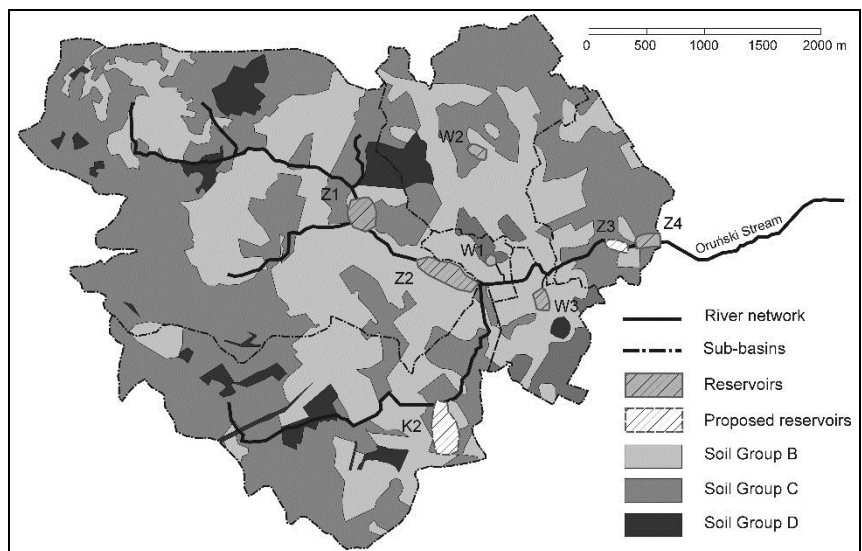 0 500 1000 2000 m
W2
Z1
Z3
Z4
Oruński Stream
W1
Z2
W3
K2
River network
Sub-basins
Reservoirs
Proposed reservoirs
Soil Group B
Soil Group C
Soil Group D